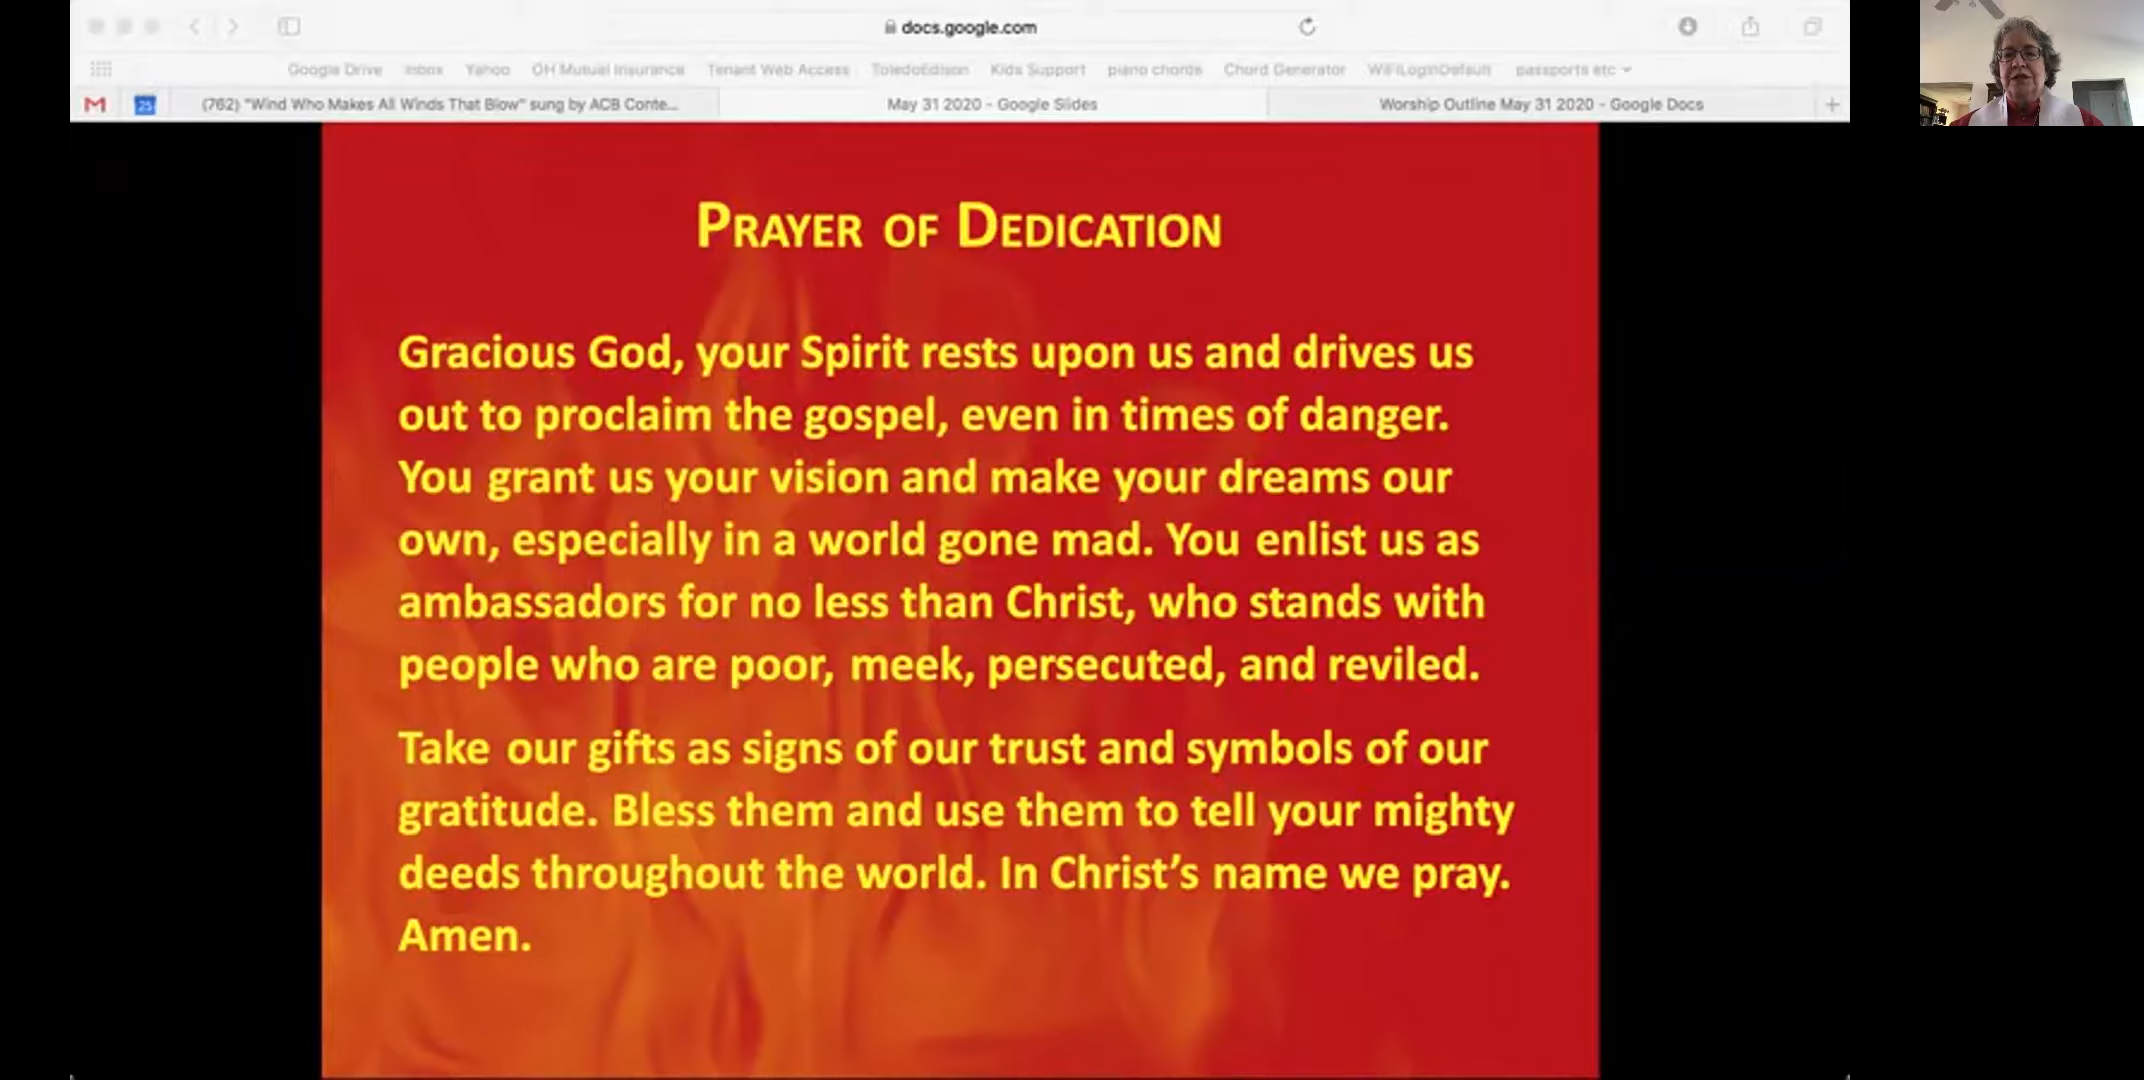 docs.google.com
Google Drive Inbox Yahoo OH Mutual Insurance Tenant Web Access ToledoEdison Kids Support piano chords Chord Generator WiFiLoginDefault passports etc
25 (762) "Wind Who Makes All Winds That Blow" sung by ACB Conte... May 31 2020 - Google Slides Worship Outline May 31 2020 - Google Docs
PRAYER OF DEDICATION
Gracious God, your Spirit rests upon us and drives us
out to proclaim the gospel, even in times of danger.
You grant us your vision and make your dreams our
own, especially in a world gone mad. You enlist us as
ambassadors for no less than Christ, who stands with
people who are poor, meek, persecuted, and reviled.
Take our gifts as signs of our trust and symbols of our
gratitude. Bless them and use them to tell your mighty
deeds throughout the world. In Christ’s name we pray.
Amen.